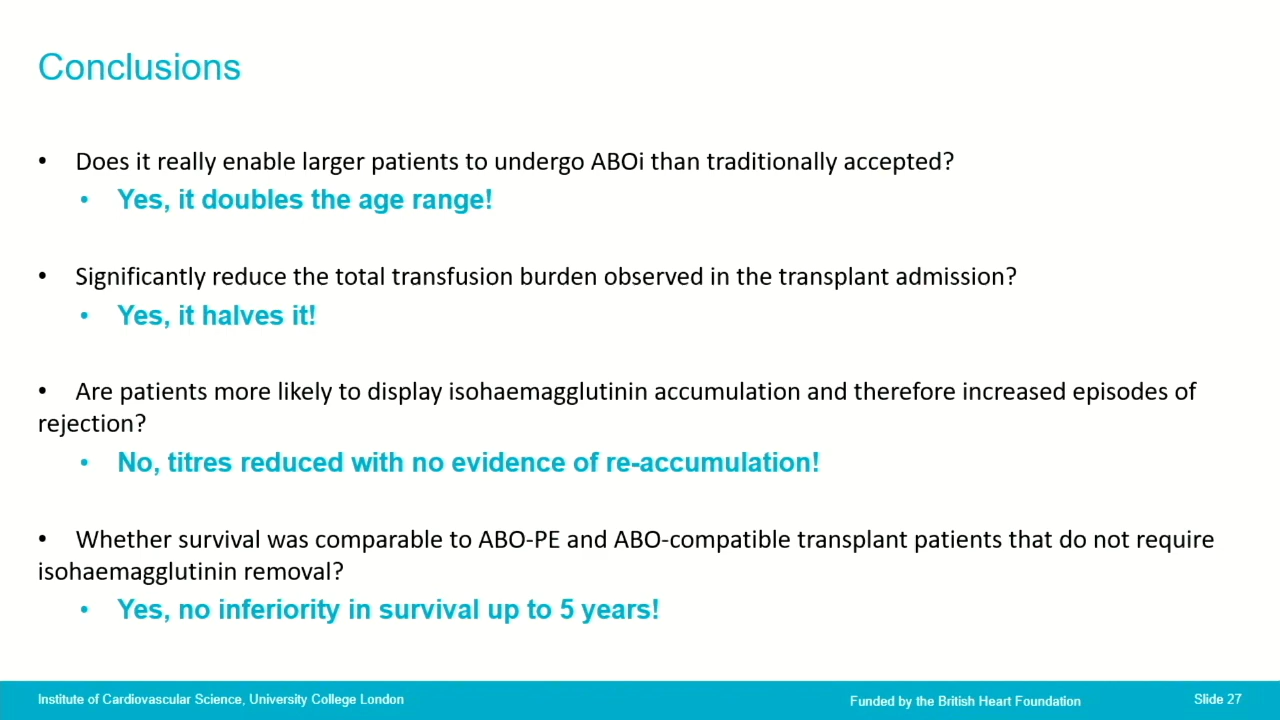 Conclusions
• Does it really enable larger patients to undergo ABOi than traditionally accepted?
• Yes, it doubles the age range!
• Significantly reduce the total transfusion burden observed in the transplant admission?
• Yes, it halves it!
• Are patients more likely to display isohaemagglutinin accumulation and therefore increased episodes of
rejection?
• No, titres reduced with no evidence of re-accumulation!
• Whether survival was comparable to ABO-PE and ABO-compatible transplant patients that do not require
isohaemagglutinin removal?
• Yes, no inferiority in survival up to 5 years!
Institute of Cardiovascular Science, University College London
Funded by the British Heart Foundation
Slide 27